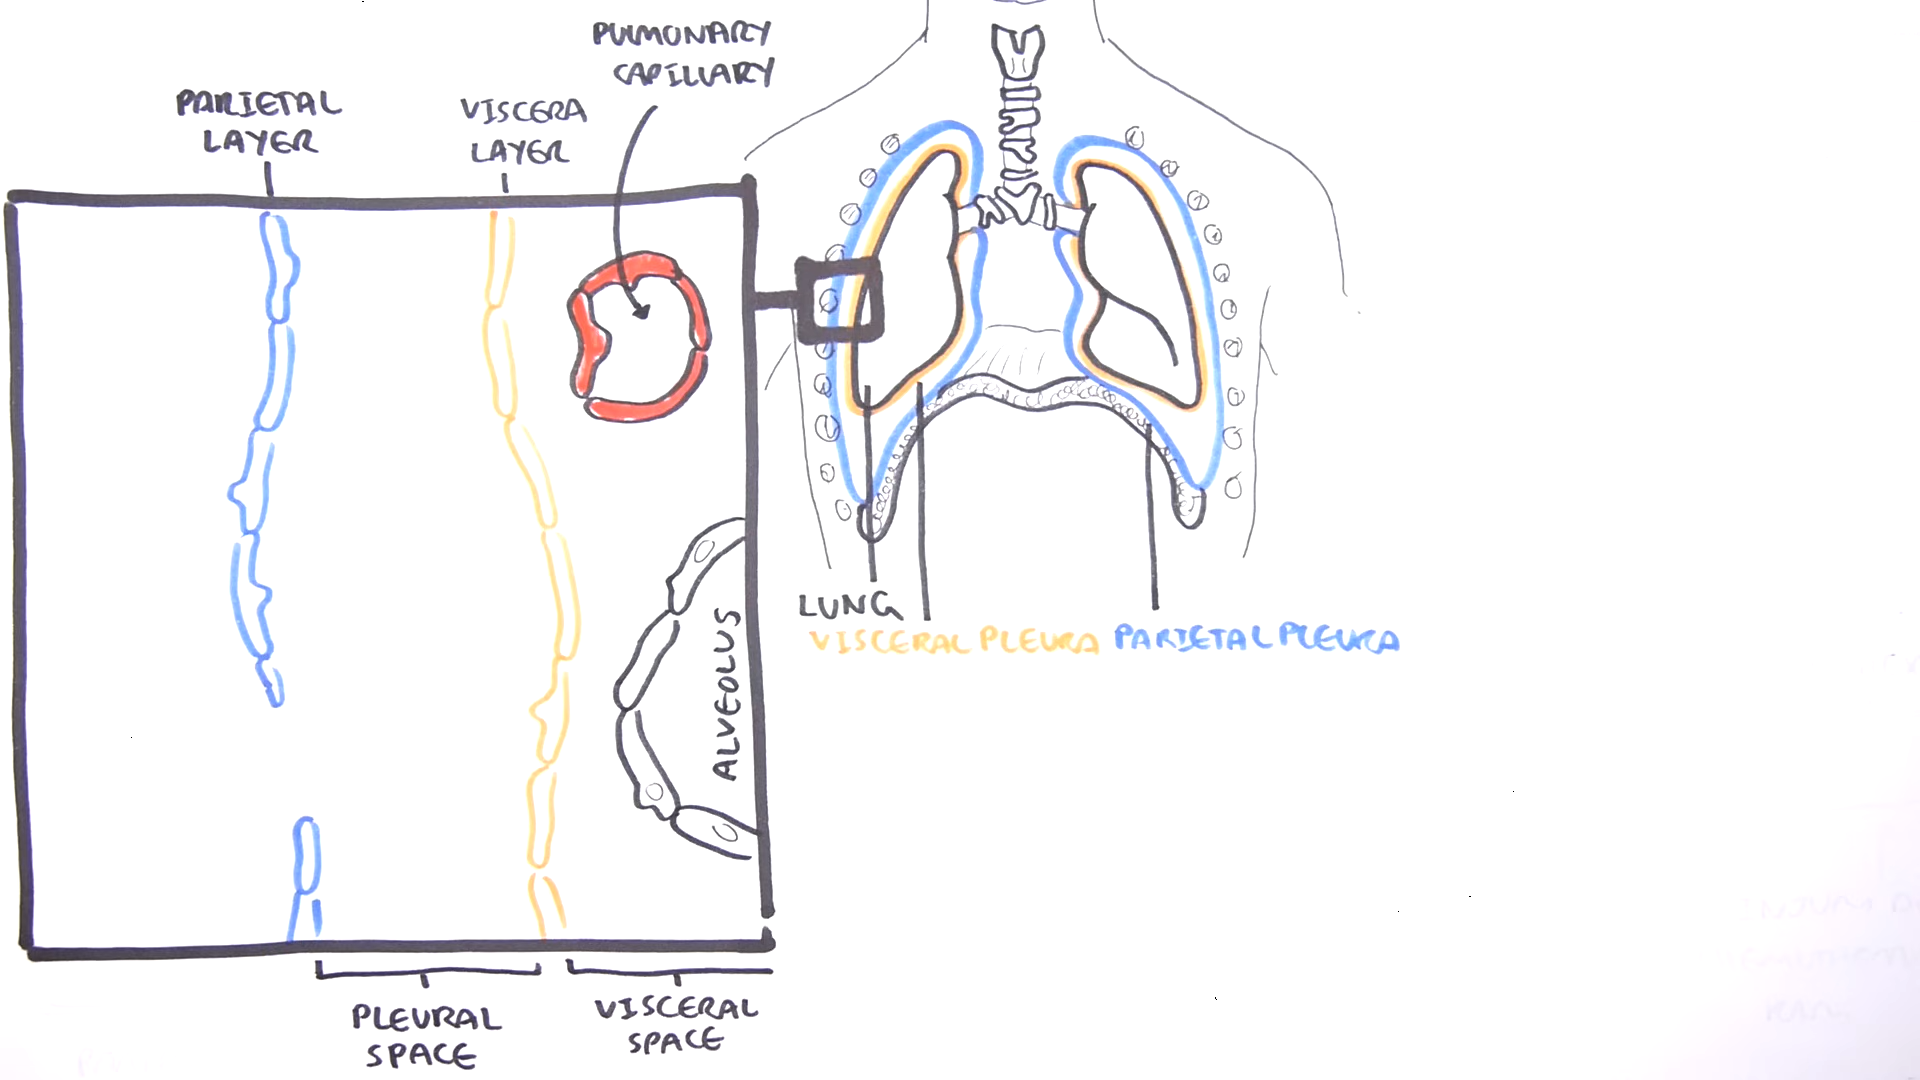 PULMONARY
CAPILLARY
PARIETAL
LAYER
VISCERA
LAYER
ALVEOLUS
LUNG
VISCERAL PLEURA
PARIETAL PLEURA
PLEURAL
SPACE
VISCERAL
SPACE